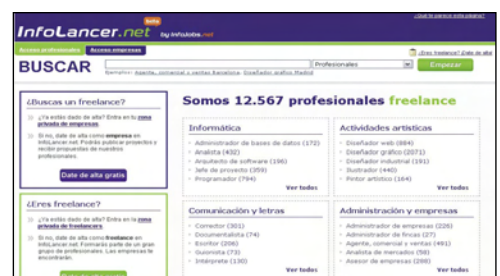 ¿Qué te parece esta página?
beta
InfoLancer.net by InfoJobs.net
Acceso profesionales Acceso empresas
¿Eres freelance? ¡Date de alta!
BUSCAR Profesionales Empezar
Ejemplos: Agente, comercial y ventas Barcelona, Diseñador gráfico Madrid
¿Buscas un freelance?
¿Ya estás dado de alta? Entra en tu zona
privada de empresas.
Si no, date de alta como empresa en
InfoLancer.net. Podrás publicar proyectos y
recibir propuestas de nuestros
profesionales.
Date de alta gratis
¿Eres freelance?
¿Ya estás dado de alta? Entra en la zona
privada de freelancers.
Si no, date de alta como freelance en
InfoLancer.net. Formarás parte de un gran
grupo de profesionales. Las empresas te
encontrarán.
Somos 12.567 profesionales freelance
Informática
Administrador de bases de datos (172)
Analista (432)
Arquitecto de software (196)
Jefe de proyecto (359)
Programador (794)
Ver todos
Actividades artísticas
Diseñador web (884)
Diseñador gráfico (2071)
Diseñador industrial (191)
Ilustrador (440)
Pintor artístico (164)
Ver todos
Comunicación y letras
Corrector (301)
Documentalista (74)
Escritor (206)
Guionista (73)
Intérprete (130)
Ver todos
Administración y empresas
Administrador de empresas (226)
Administrador de fincas (27)
Agente, comercial y ventas (481)
Analista de mercados (58)
Asesor de empresas (288)
Ver todos